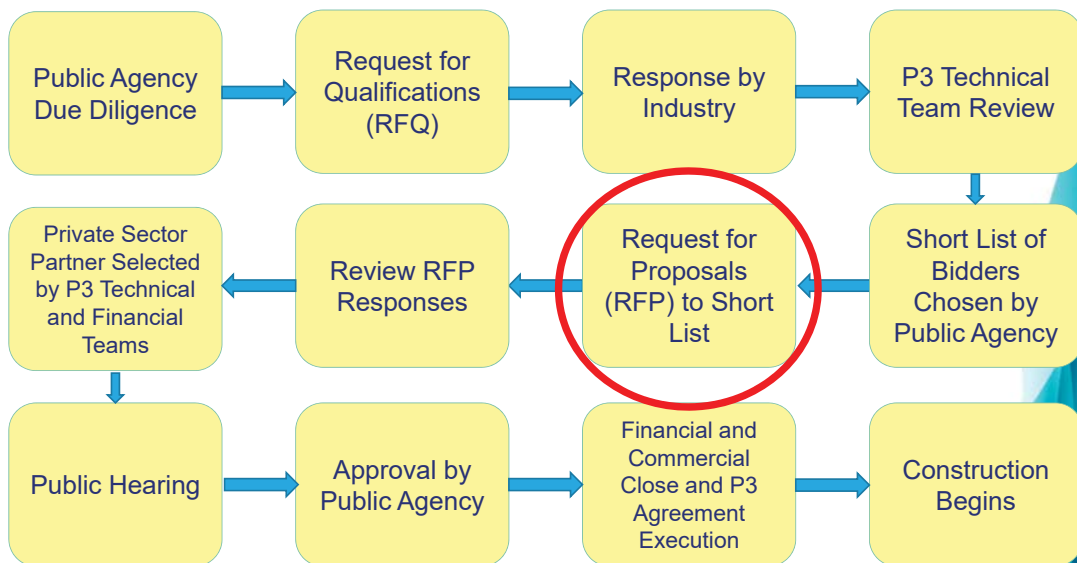 Public Agency
Due Diligence
Request for
Qualifications
(RFQ)
Response by
Industry
P3 Technical
Team Review
Short List of
Bidders
Chosen by
Public Agency
Request for
Proposals
(RFP) to Short
List
Review RFP
Responses
Private Sector
Partner Selected
by P3 Technical
and Financial
Teams
Public Hearing
Approval by
Public Agency
Financial and
Commercial
Close and P3
Agreement
Execution
Construction
Begins